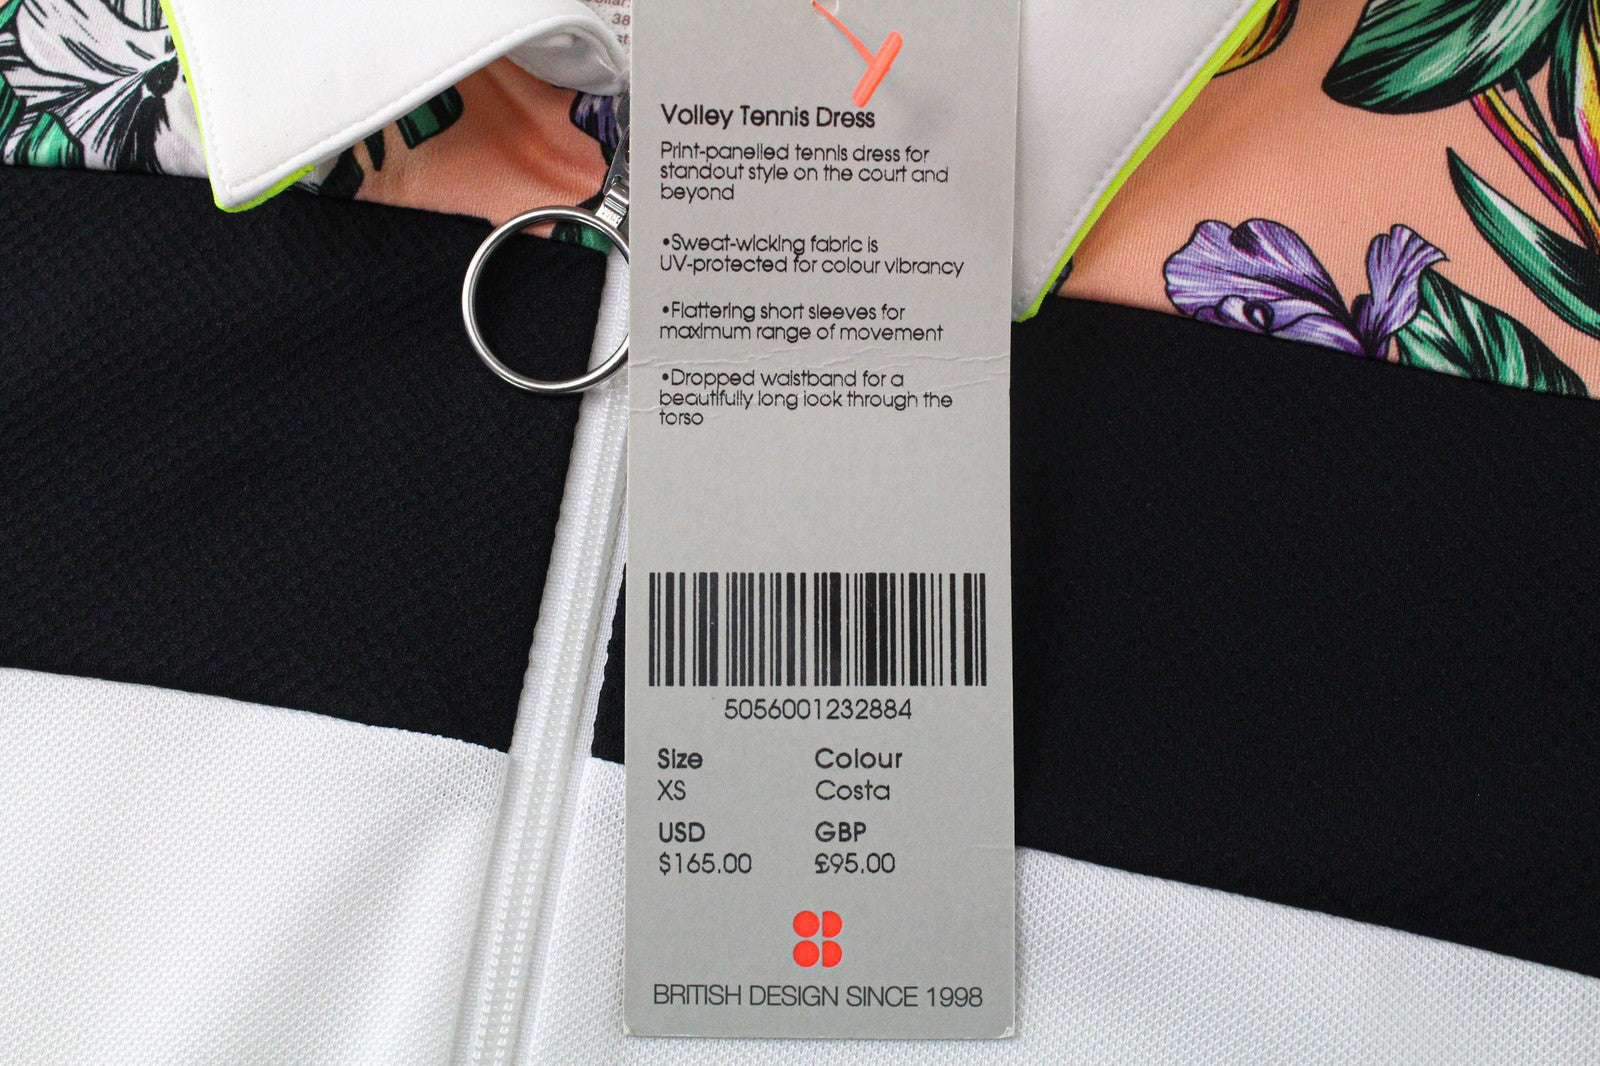 38
Volley Tennis Dress
Print-panelled tennis dress for
standout style on the court and
beyond
•Sweat-wicking fabric is
UV-protected for colour vibrancy
•Flattering short sleeves for
maximum range of movement
•Dropped waistband for a
beautifully long look through the
torso
5056001232884
Size Colour
XS Costa
USD GBP
$165.00 £95.00
BRITISH DESIGN SINCE 1998